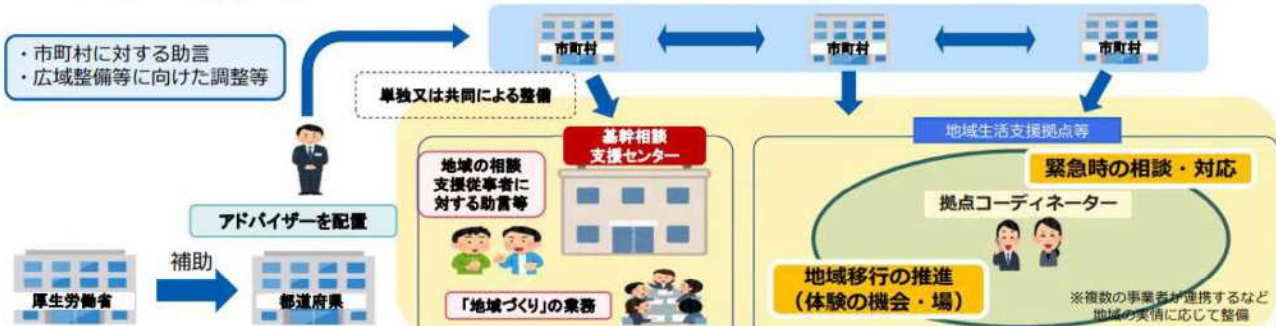 ・市町村に対する助言
・広域整備等に向けた調整等
市町村
市町村
市町村
単独又は共同による整備
アドバイザーを配置
厚生労働省
補助
都道府県
基幹相談
支援センター
地域の相談
支援従事者に
対する助言等
「地域づくり」の業務
地域生活支援拠点等
緊急時の相談・対応
拠点コーディネーター
地域移行の推進
(体験の機会・場)
※複数の事業者が連携するなど
地域の実情に応じて整備